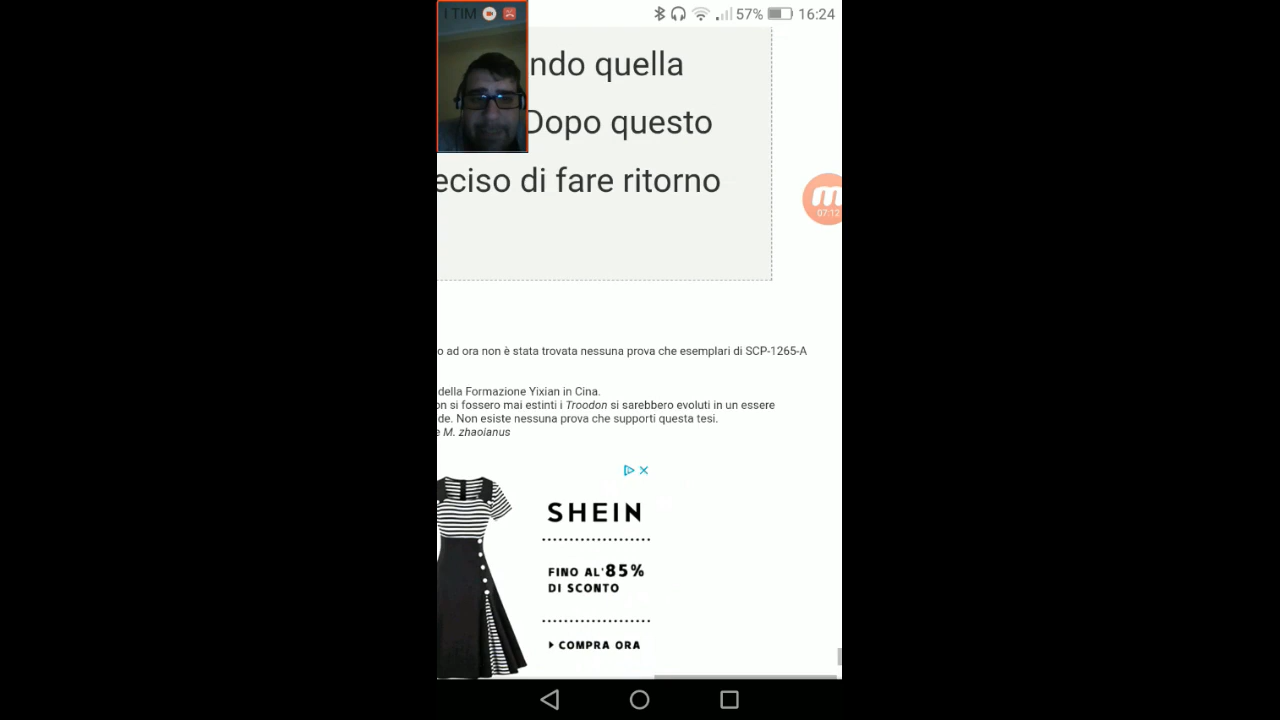 I TIM 57% 16:24
ndo quella
Dopo questo
eciso di fare ritorno
07:12
o ad ora non è stata trovata nessuna prova che esemplari di SCP-1265-A
della Formazione Yixian in Cina.
on si fossero mai estinti i Troodon si sarebbero evoluti in un essere
de. Non esiste nessuna prova che supporti questa tesi.
e M. zhaoianus
SHEIN
FINO AL'85%
DI SCONTO
COMPRA ORA